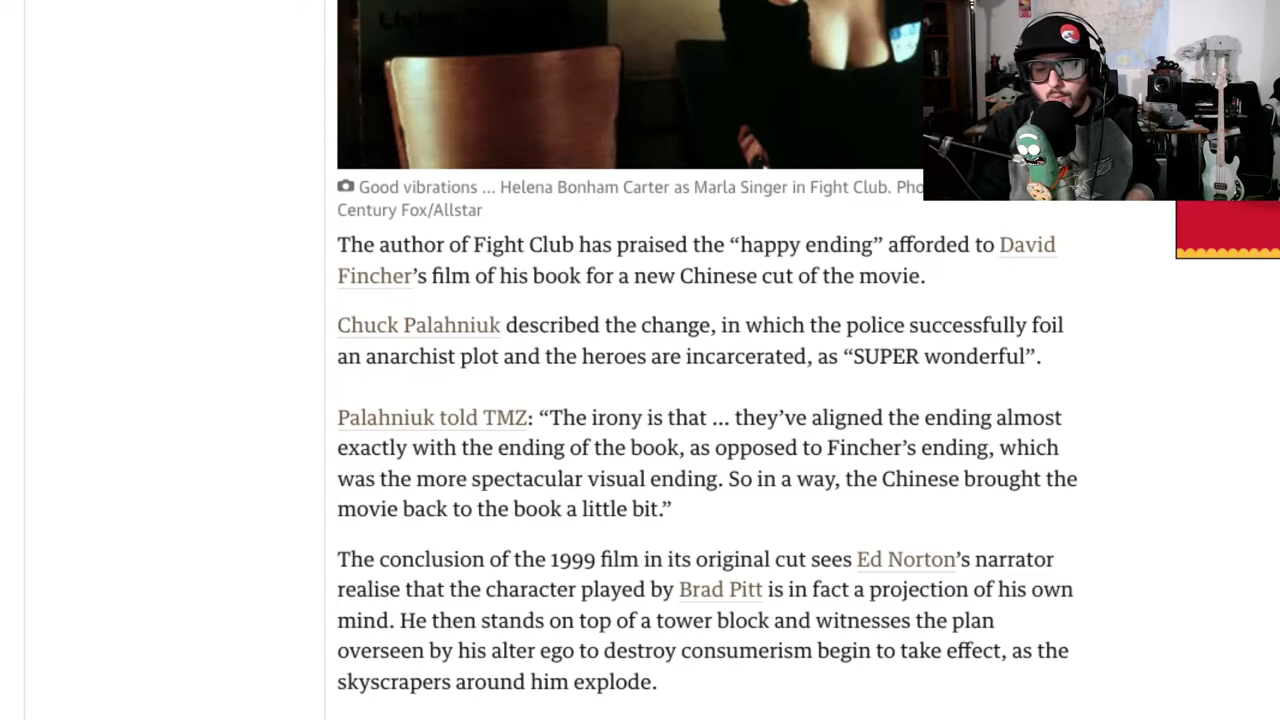 Good vibrations ... Helena Bonham Carter as Marla Singer in Fight Club.
Century Fox/Allstar
The author of Fight Club has praised the “happy ending” afforded to David
Fincher’s film of his book for a new Chinese cut of the movie.
Chuck Palahniuk described the change, in which the police successfully foil
an anarchist plot and the heroes are incarcerated, as “SUPER wonderful”.
Palahniuk told TMZ: “The irony is that ... they’ve aligned the ending almost
exactly with the ending of the book, as opposed to Fincher’s ending, which
was the more spectacular visual ending. So in a way, the Chinese brought the
movie back to the book a little bit.”
The conclusion of the 1999 film in its original cut sees Ed Norton’s narrator
realise that the character played by Brad Pitt is in fact a projection of his own
mind. He then stands on top of a tower block and witnesses the plan
overseen by his alter ego to destroy consumerism begin to take effect, as the
skyscrapers around him explode.